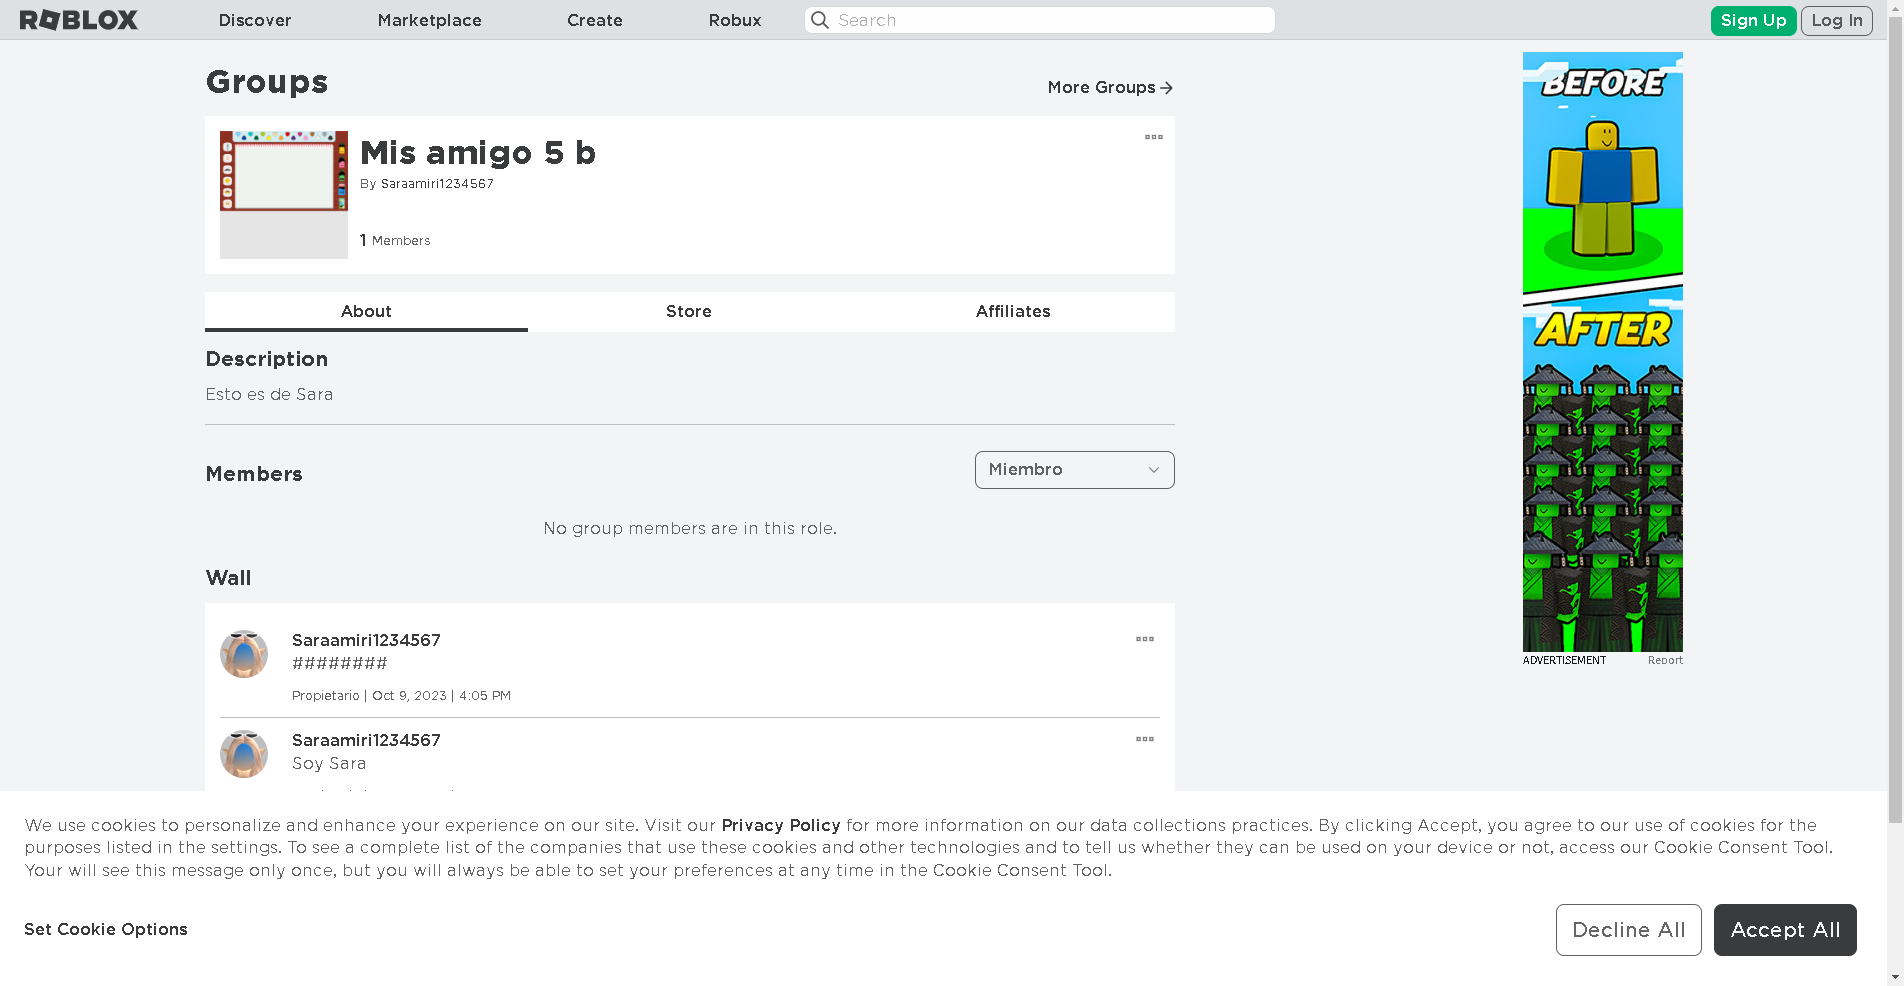 ROBLOX
Discover
Marketplace
Create
Robux
Search
Sign Up
Log In
Groups
More Groups
Mis amigo 5 b
By Saraamiri1234567
1 Members
About
Store
Affiliates
Description
Esto es de Sara
Members
Miembro
No group members are in this role.
Wall
Saraamiri1234567
########
Propietario | Oct 9, 2023 | 4:05 PM
Saraamiri1234567
Soy Sara
BEFORE
AFTER
ADVERTISEMENT
Report
We use cookies to personalize and enhance your experience on our site. Visit our Privacy Policy for more information on our data collections practices. By clicking Accept, you agree to our use of cookies for the
purposes listed in the settings. To see a complete list of the companies that use these cookies and other technologies and to tell us whether they can be used on your device or not, access our Cookie Consent Tool.
Your will see this message only once, but you will always be able to set your preferences at any time in the Cookie Consent Tool.
Set Cookie Options
Decline All
Accept All